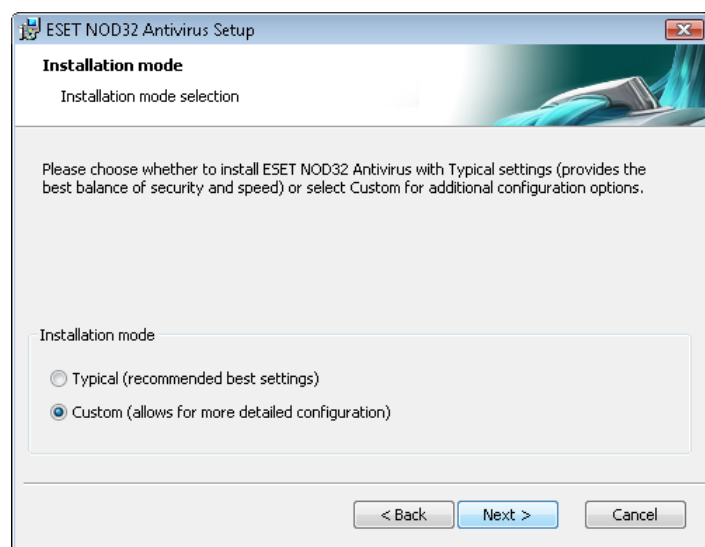 ESET NOD32 Antivirus Setup
Installation mode
Installation mode selection
Please choose whether to install ESET NOD32 Antivirus with Typical settings (provides the
best balance of security and speed) or select Custom for additional configuration options.
Installation mode
Typical (recommended best settings)
Custom (allows for more detailed configuration)
< Back Next > Cancel